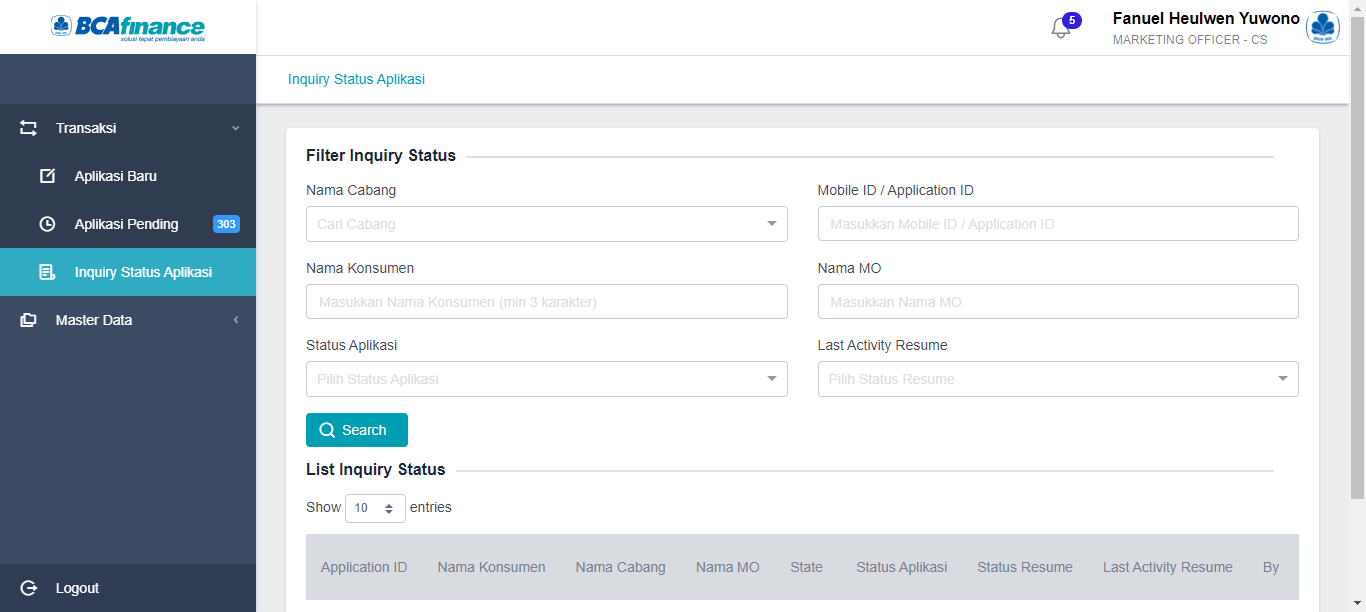 BCAfinance
solusi tepat pembiayaan anda
5
Fanuel Heulwen Yuwono
MARKETING OFFICER - CS
Inquiry Status Aplikasi
Transaksi
Aplikasi Baru
Aplikasi Pending 303
Inquiry Status Aplikasi
Master Data
Logout
Filter Inquiry Status
Nama Cabang
Cari Cabang
Mobile ID / Application ID
Masukkan Mobile ID / Application ID
Nama Konsumen
Masukkan Nama Konsumen (min 3 karakter)
Nama MO
Masukkan Nama MO
Status Aplikasi
Pilih Status Aplikasi
Last Activity Resume
Pilih Status Resume
Search
List Inquiry Status
Show 10 entries
Application ID Nama Konsumen Nama Cabang Nama MO State Status Aplikasi Status Resume Last Activity Resume By